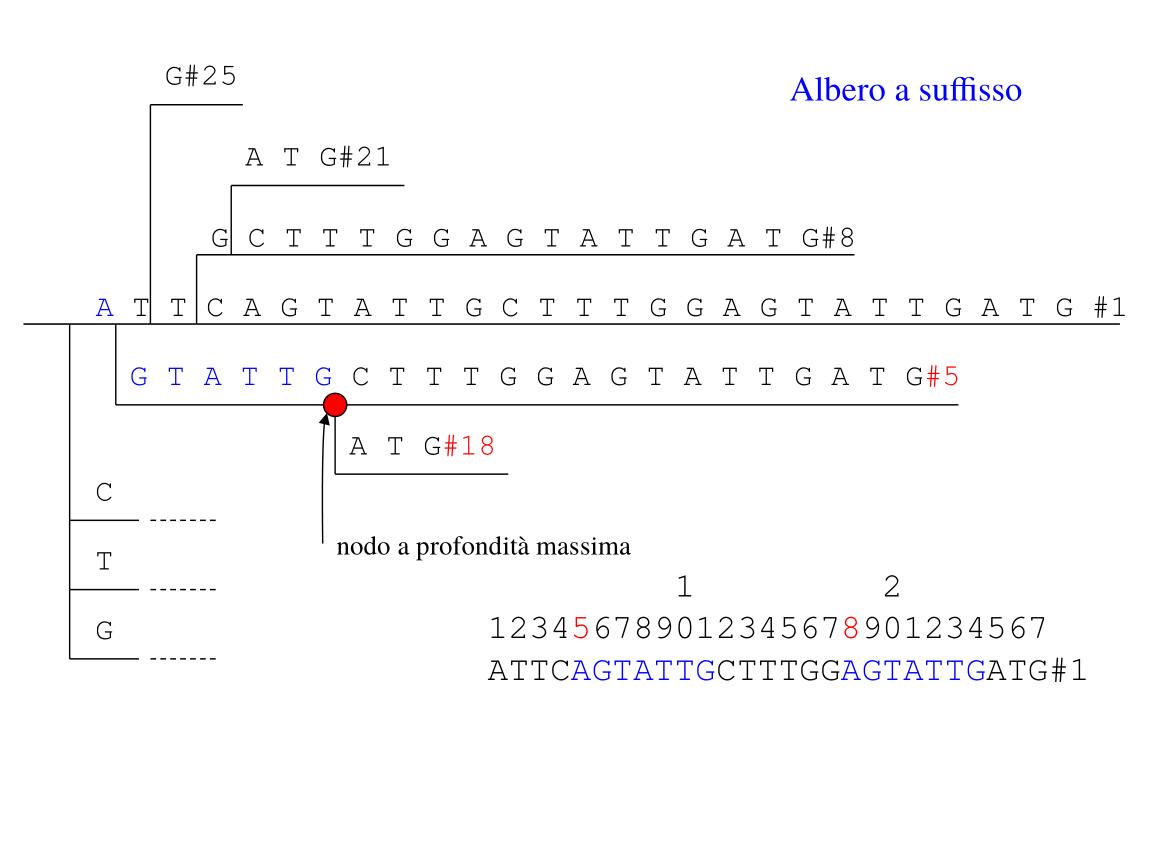 G#25
Albero a suffisso
A T G#21
G C T T T G G A G T A T T G A T G#8
A T T C A G T A T T G C T T T G G A G T A T T G A T G #1
G T A T T G C T T T G G A G T A T T G A T G#5
A T G#18
C
nodo a profondità massima
T
1 2
123456789012345678901234567
G
ATTCAGTATTGCTTTGGAGTATTGATG#1